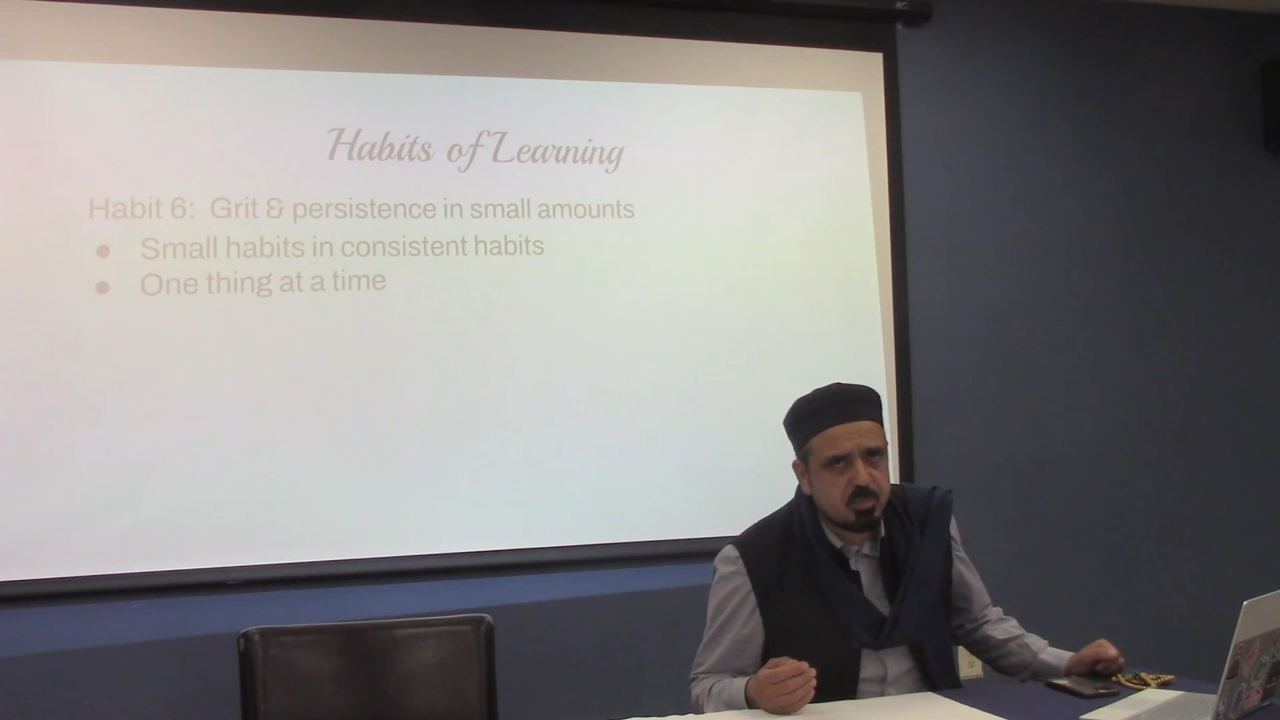 Habits of Learning
Habit 6: Grit & persistence in small amounts
● Small habits in consistent habits
● One thing at a time